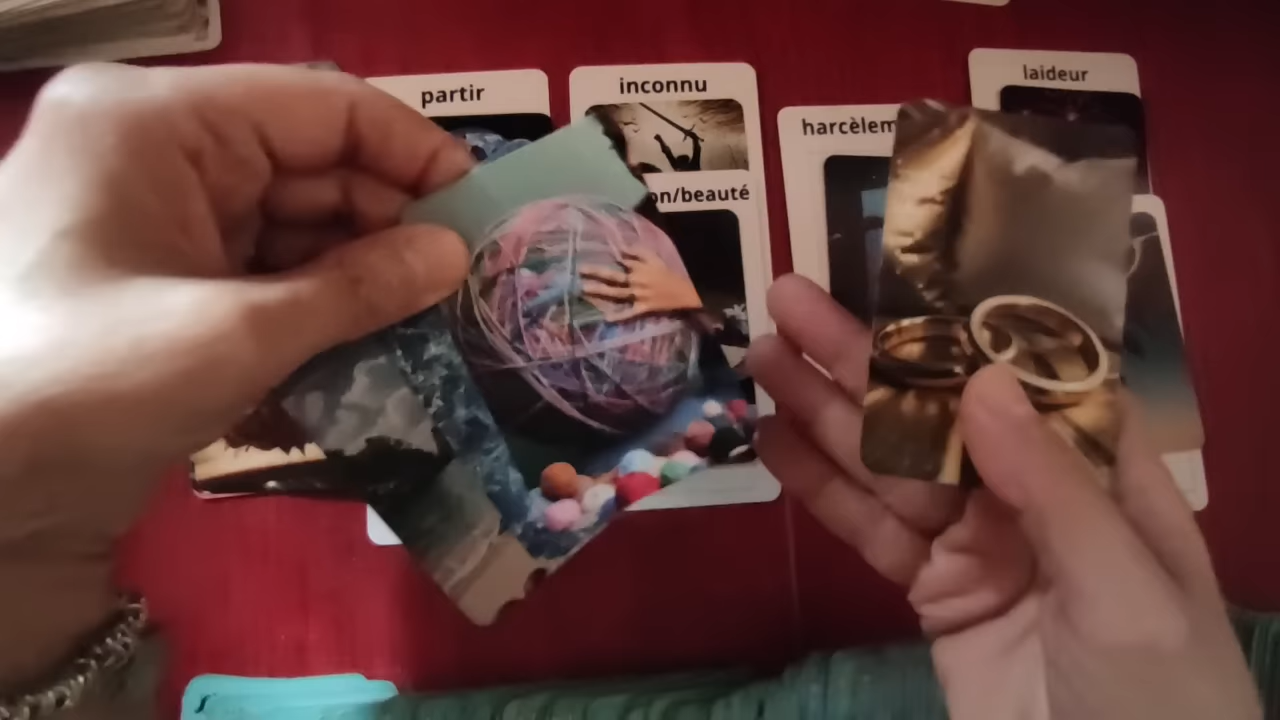 partir
inconnu
laideur
harcèlem
on/beauté